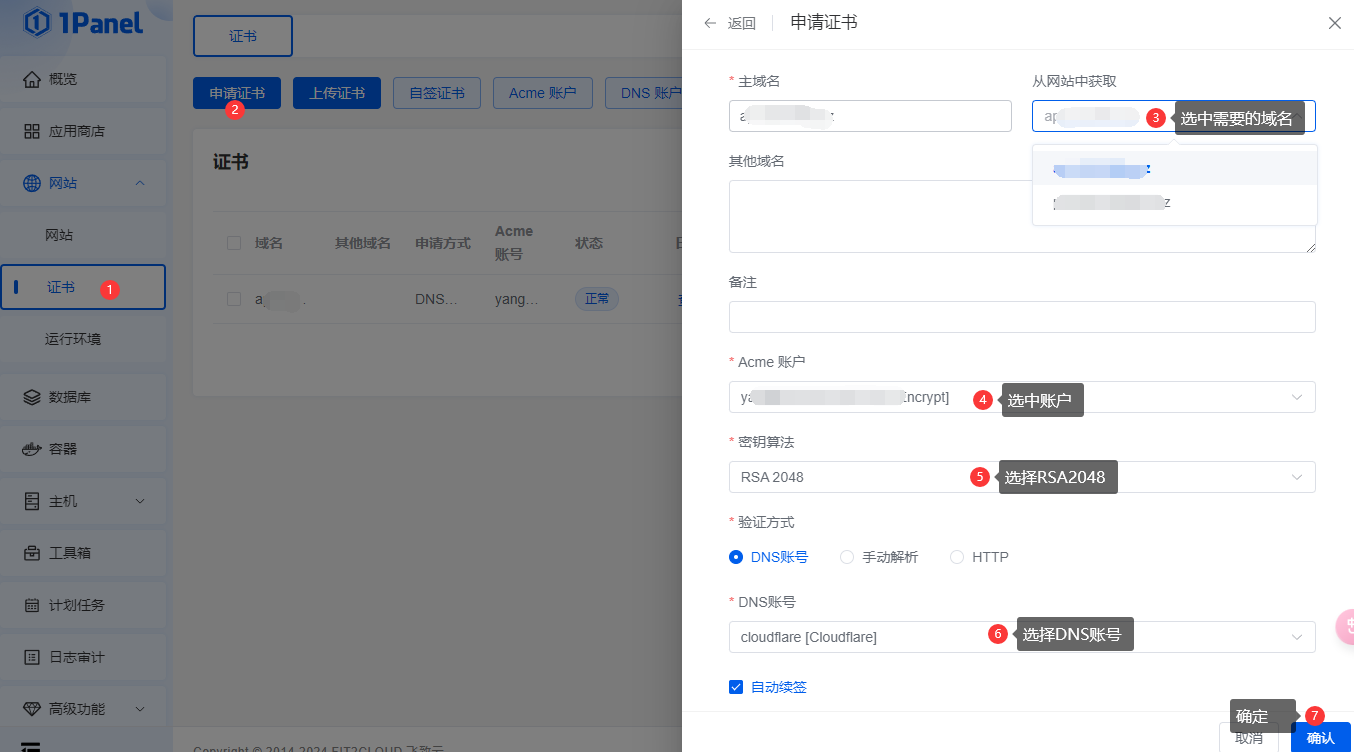 1Panel
概览
应用商店
网站
网站
证书 1
运行环境
数据库
容器
主机
工具箱
计划任务
日志审计
高级功能
证书
申请证书 上传证书 自签证书 Acme 账户 DNS 账户
2
证书
域名 其他域名 申请方式 Acme 账号 状态
DNS... yang... 正常
Copyright © 2014-2024 FIT2CLOUD 飞致云
返回 申请证书
* 主域名
从网站中获取
ap 3 选中需要的域名
其他域名
备注
* Acme 账户
ya ncrypt] 4 选中账户
* 密钥算法
RSA 2048 5 选择RSA2048
* 验证方式
DNS账号 手动解析 HTTP
* DNS账号
cloudflare [Cloudflare] 6 选择DNS账号
自动续签
确定 7
取消 确认